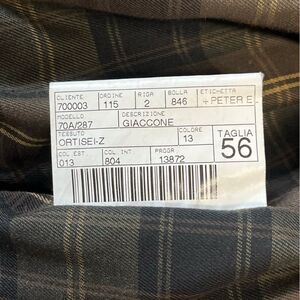 CLIENTE ORDINE RIGA BOLLA ETICHETTA
700003 115 2 846 + PETER E.
MODELLO DESCRIZIONE
70A/287 GIACCONE
TESSUTO COLORE TAGLIA
ORTISEI-Z 13 56
COL EST COL INT PROGR
013 804 13872